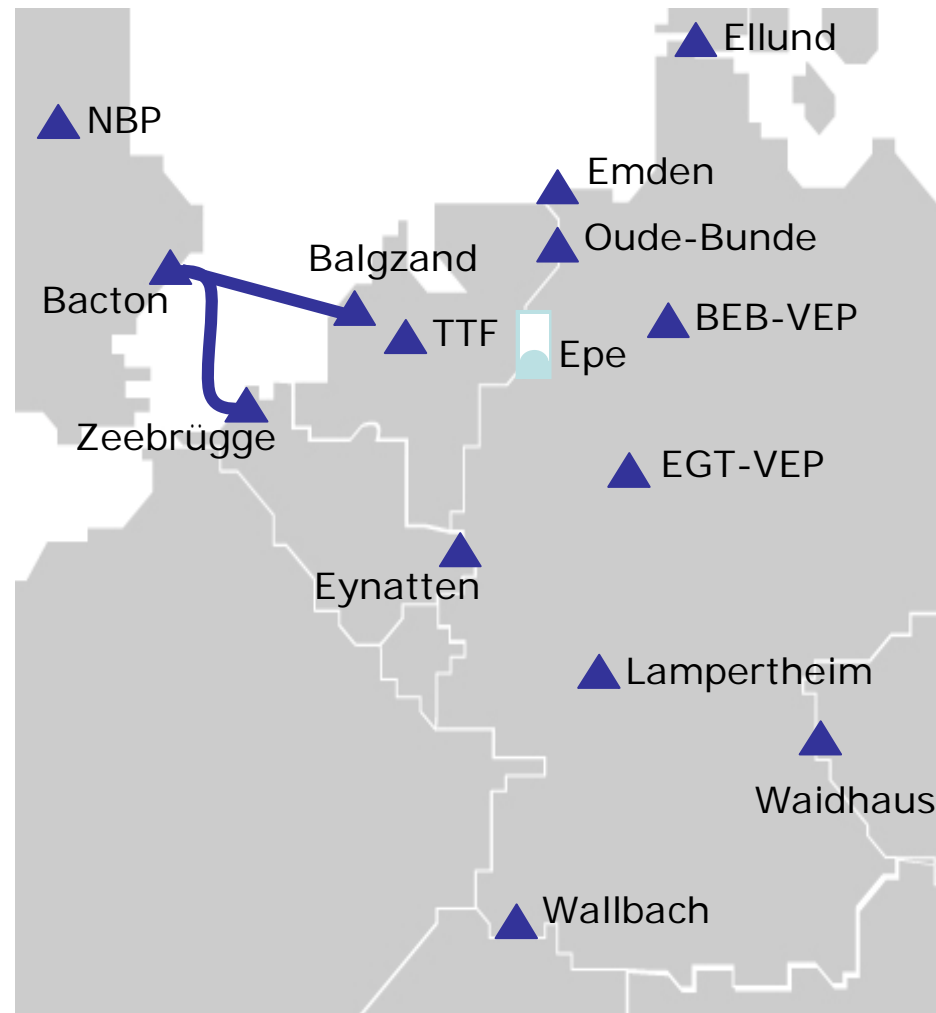 Ellund
NBP
Emden
Oude-Bunde
Balgzand
Bacton
BEB-VEP
TTF
Epe
Zeebrügge
EGT-VEP
Eynatten
Lampertheim
Waidhaus
Wallbach